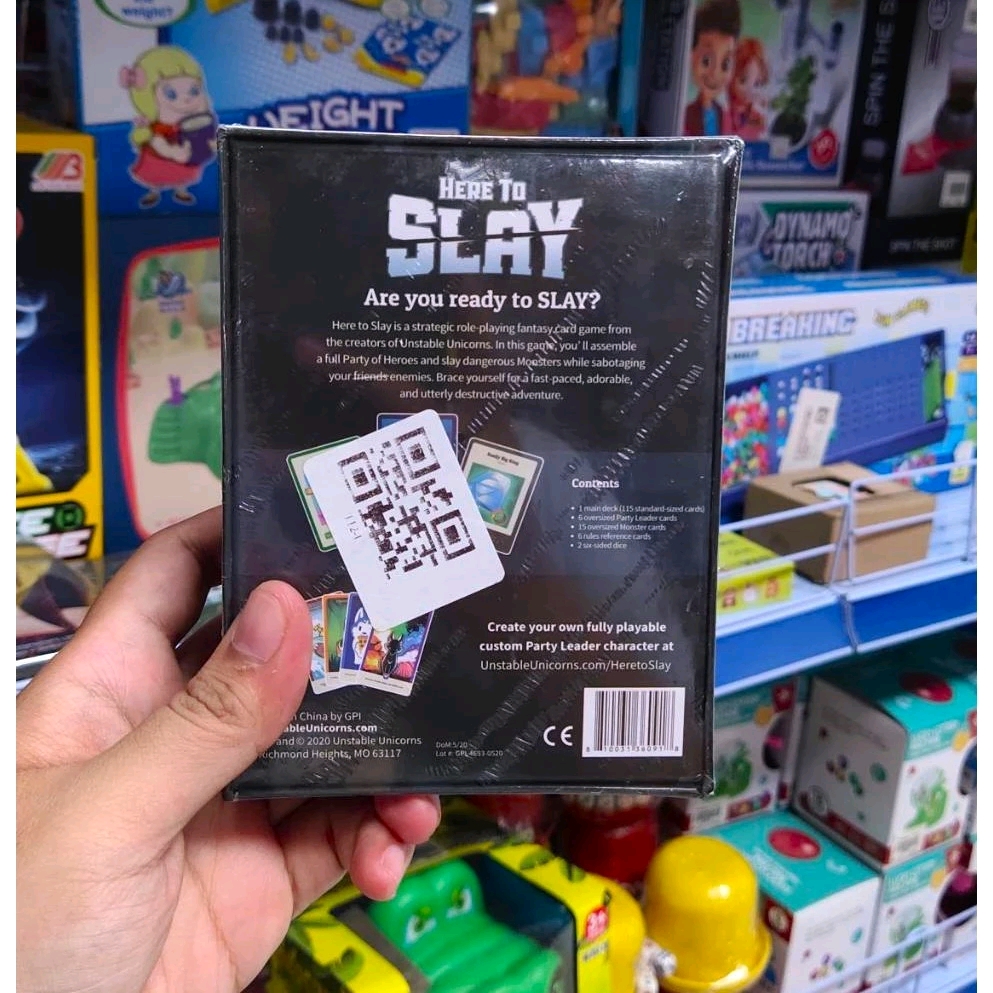 weight?
WEIGHT
SPIN THE S
DYNAMO
TORCH
SPIN THE SHOT
BREAKING
HERE TO
SLAY
Are you ready to SLAY?
Here to Slay is a strategic role-playing fantasy card game from
the creators of Unstable Unicorns. In this game, you'll assemble
a full Party of Heroes and slay dangerous Monsters while sabotaging
your friends enemies. Brace yourself for a fast-paced, adorable,
and utterly destructive adventure.
Contents
• 1 main deck (115 standard-sized cards)
• 6 oversized Party Leader cards
• 15 oversized Monster cards
• 6 rules reference cards
• 2 six-sided dice
Create your own fully playable
custom Party Leader character at
UnstableUnicorns.com/HeretoSlay
in China by GPI
ableUnicorns.com
and © 2020 Unstable Unicorns
Richmond Heights, MO 63117
DoM:5/20
CE